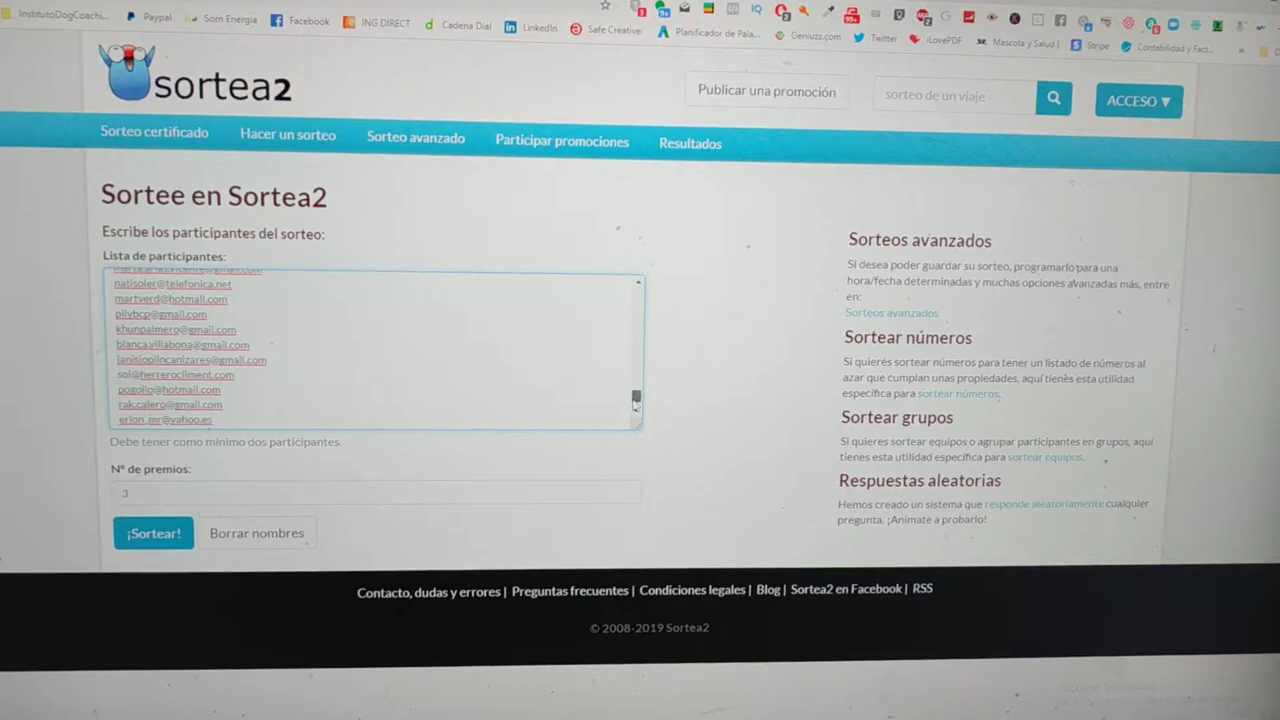 InstitutoDogCoachi...
Paypal
Som Energia
Facebook
ING DIRECT
Cadena Dial
LinkedIn
Safe Creative:
Planificador de Pala...
Geniuzz.com
Twitter
iLovePDF
Mascota y Salud |
Stripe
Contabilidad y Fact...
sortea2
Publicar una promoción
sorteo de un viaje
ACCESO ▼
Sorteo certificado
Hacer un sorteo
Sorteo avanzado
Participar promociones
Resultados
Sortee en Sortea2
Escribe los participantes del sorteo:
Lista de participantes:
natisoler@telefonica.net
martverd@hotmail.com
pilybcp@gmail.com
khunpalmero@gmail.com
blanca.villabona@gmail.com
sol@herrerocliment.com
pogollo@hotmail.com
rak.calero@gmail.com
erion_mr@yahoo.es
Debe tener como mínimo dos participantes.
Nº de premios:
3
¡Sortear!
Borrar nombres
Sorteos avanzados
Si desea poder guardar su sorteo, programarlo para una
hora/fecha determinadas y muchas opciones avanzadas más, entre
en:
Sorteos avanzados
Sortear números
Si quierés sortear números para tener un listado de números al
azar que cumplan unas propiedades, aquí tienes esta utilidad
específica para sortear números.
Sortear grupos
Si quieres sortear equipos o agrupar participantes en grupos, aquí
tienes esta utilidad específica para sortear equipos.
Respuestas aleatorias
Hemos creado un sistema que responde aleatoriamente cualquier
pregunta. ¡Anímate a probarlo!
Contacto, dudas y errores | Preguntas frecuentes | Condiciones legales | Blog | Sortea2 en Facebook | RSS
© 2008-2019 Sortea2